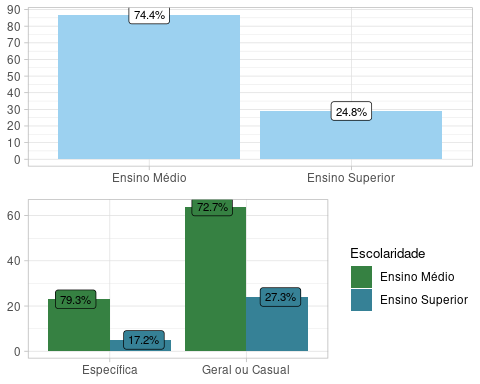 90
80
70
60
50
40
30
20
10
0
74.4%
24.8%
Ensino Médio
Ensino Superior
60
40
20
0
79.3%
17.2%
72.7%
27.3%
Específica
Geral ou Casual
Escolaridade
Ensino Médio
Ensino Superior